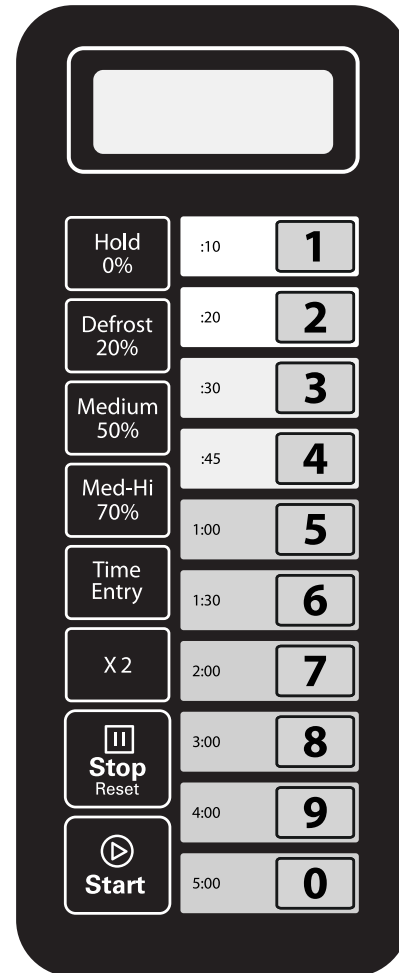 Hold
0%
:10
1
Defrost
20%
:20
2
Medium
50%
:30
3
:45
4
Med-Hi
70%
1:00
5
Time
Entry
1:30
6
X 2
2:00
7
Stop
Reset
3:00
8
4:00
9
Start
5:00
0